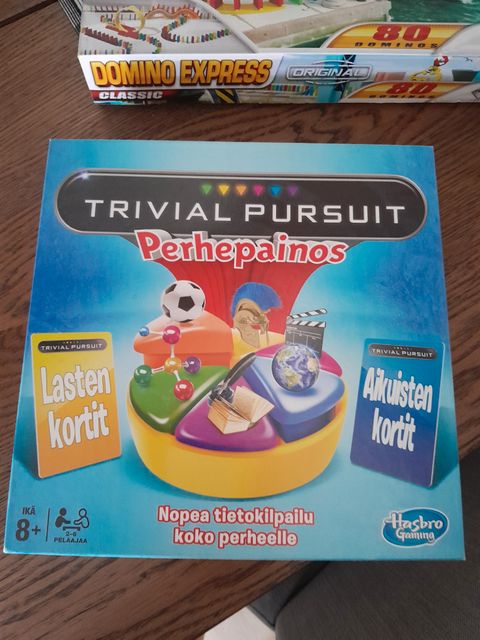 80
DOMINOS
DOMINO EXPRESS
ORIGINAL
CLASSIC
80
TRIVIAL PURSUIT
Perhepainos
TRIVIAL PURSUIT
Lasten
kortit
TRIVIAL PURSUIT
Aikuisten
kortit
IKÄ
8+
2-6
PELAAJAA
Nopea tietokilpailu
koko perheelle
Hasbro
Gaming